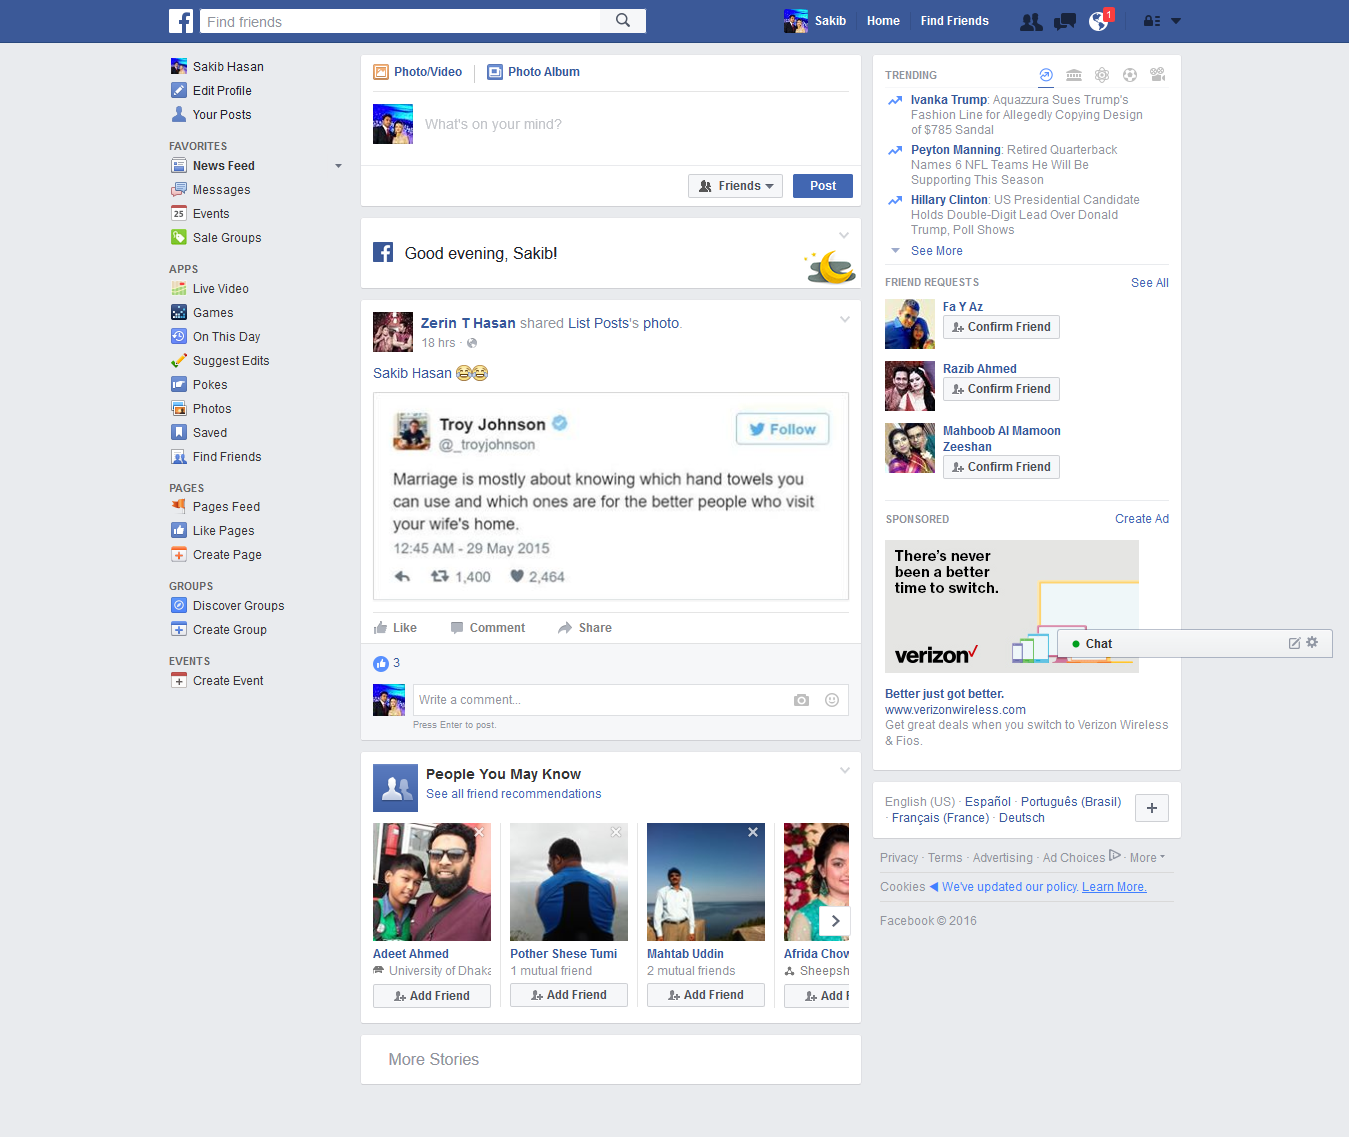 Find friends
Sakib
Home
Find Friends
1
Sakib Hasan
Edit Profile
Your Posts
FAVORITES
News Feed
Messages
25
Events
Sale Groups
APPS
Live Video
Games
On This Day
Suggest Edits
Pokes
Photos
Saved
Find Friends
PAGES
Pages Feed
Like Pages
Create Page
GROUPS
Discover Groups
Create Group
EVENTS
Create Event
Photo/Video
Photo Album
What's on your mind?
Friends
Post
Good evening, Sakib!
Zerin T Hasan shared List Posts's photo.
18 hrs ·
Sakib Hasan
Troy Johnson
@_troyjohnson
Follow
Marriage is mostly about knowing which hand towels you
can use and which ones are for the better people who visit
your wife's home.
12:45 AM - 29 May 2015
1,400
2,464
Like
Comment
Share
3
Write a comment...
Press Enter to post.
People You May Know
See all friend recommendations
Adeet Ahmed
University of Dhaka
Add Friend
Pother Shese Tumi
1 mutual friend
Add Friend
Mahtab Uddin
2 mutual friends
Add Friend
Afrida Chow
Sheepsh
Add F
More Stories
TRENDING
Ivanka Trump: Aquazzura Sues Trump's
Fashion Line for Allegedly Copying Design
of $785 Sandal
Peyton Manning: Retired Quarterback
Names 6 NFL Teams He Will Be
Supporting This Season
Hillary Clinton: US Presidential Candidate
Holds Double-Digit Lead Over Donald
Trump, Poll Shows
See More
FRIEND REQUESTS
See All
Fa Y Az
Confirm Friend
Razib Ahmed
Confirm Friend
Mahboob Al Mamoon
Zeeshan
Confirm Friend
SPONSORED
Create Ad
There's never
been a better
time to switch.
verizon
Chat
Better just got better.
www.verizonwireless.com
Get great deals when you switch to Verizon Wireless
& Fios.
English (US) · Español · Português (Brasil)
· Français (France) · Deutsch
Privacy · Terms · Advertising · Ad Choices · More
Cookies We've updated our policy. Learn More.
Facebook © 2016